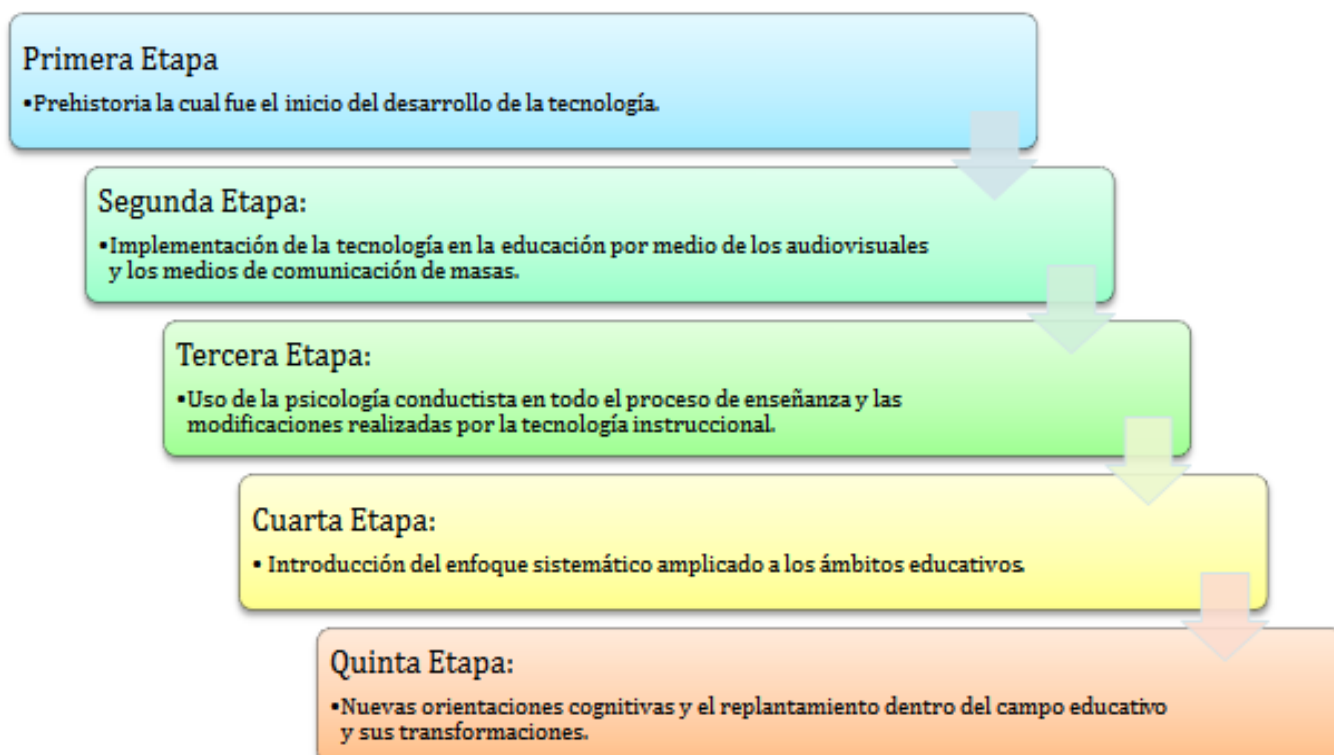 Primera Etapa
•Prehistoria la cual fue el inicio del desarrollo de la tecnología.
Segunda Etapa:
•Implementación de la tecnología en la educación por medio de los audiovisuales
y los medios de comunicación de masas.
Tercera Etapa:
•Uso de la psicología conductista en todo el proceso de enseñanza y las
modificaciones realizadas por la tecnología instruccional.
Cuarta Etapa:
• Introducción del enfoque sistemático amplicado a los ámbitos educativos.
Quinta Etapa:
•Nuevas orientaciones cognitivas y el replantamiento dentro del campo educativo
y sus transformaciones.